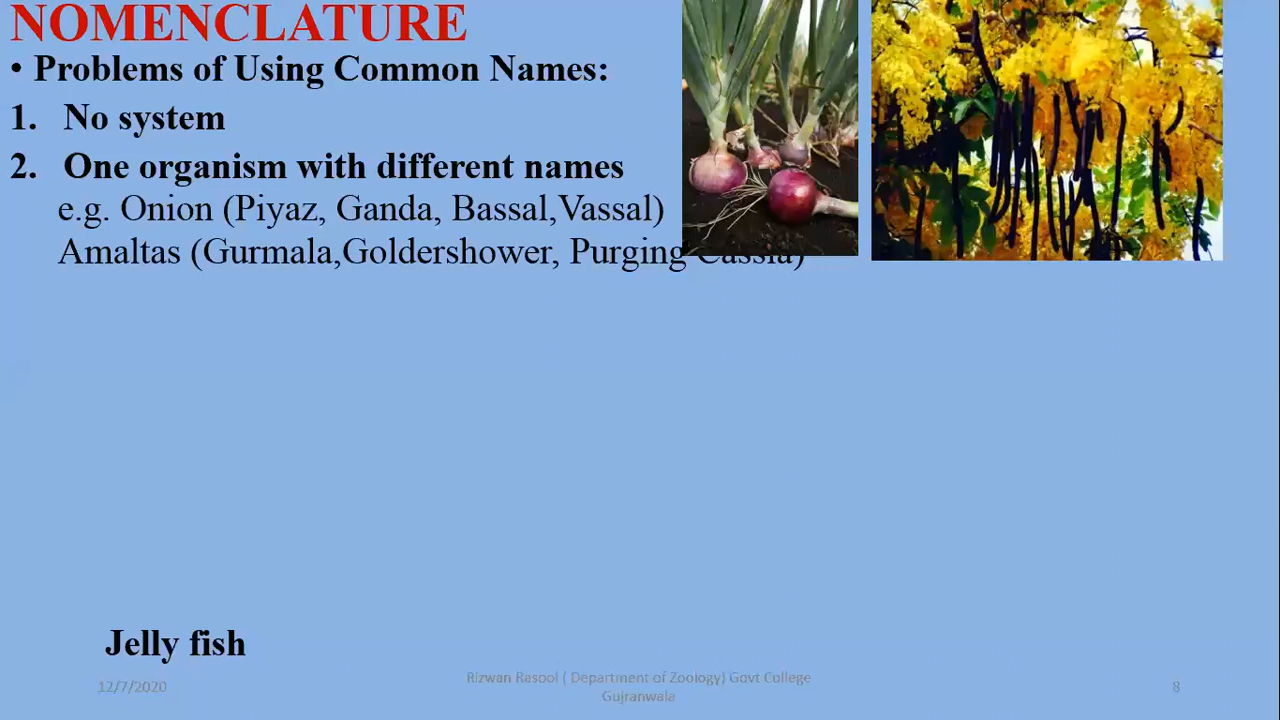 NOMENCLATURE
• Problems of Using Common Names:
1. No system
2. One organism with different names
e.g. Onion (Piyaz, Ganda, Bassal,Vassal)
Amaltas (Gurmala,Goldershower, Purging Cassia)
Jelly fish
12/7/2020
Rizwan Rasool ( Department of Zoology) Govt College
Gujranwala
8